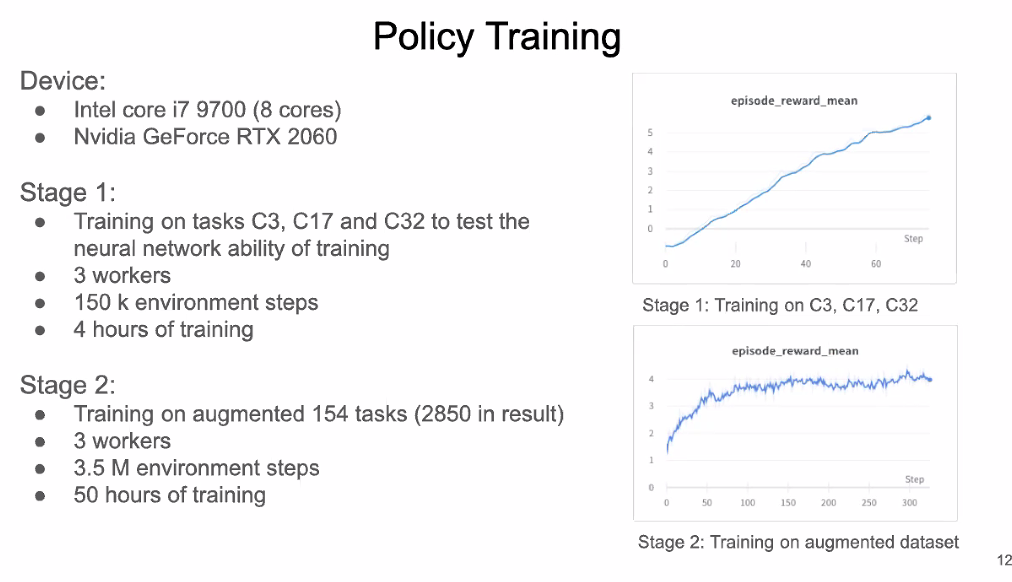 Policy Training
Device:
● Intel core i7 9700 (8 cores)
● Nvidia GeForce RTX 2060
Stage 1:
● Training on tasks C3, C17 and C32 to test the
neural network ability of training
● 3 workers
● 150 k environment steps
● 4 hours of training
Stage 2:
● Training on augmented 154 tasks (2850 in result)
● 3 workers
● 3.5 M environment steps
● 50 hours of training
episode_reward_mean
5
4
3
2
1
0
Step
0 20 40 60
Stage 1: Training on C3, C17, C32
episode_reward_mean
4
3
2
1
0
Step
0 50 100 150 200 250 300
Stage 2: Training on augmented dataset
12